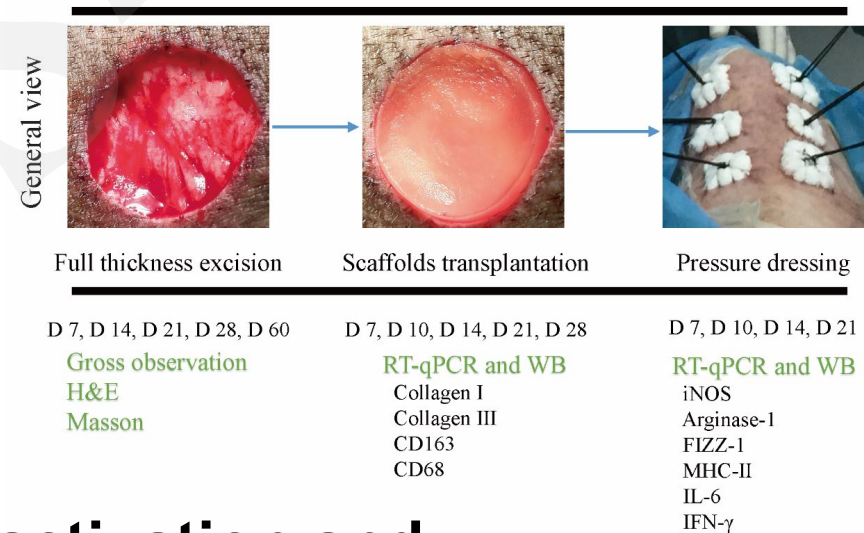 General view
Full thickness excision
Scaffolds transplantation
Pressure dressing
D 7, D 14, D 21, D 28, D 60
Gross observation
H&E
Masson
D 7, D 10, D 14, D 21, D 28
RT-qPCR and WB
Collagen I
Collagen III
CD163
CD68
D 7, D 10, D 14, D 21
RT-qPCR and WB
iNOS
Arginase-1
FIZZ-1
MHC-II
IL-6
IFN-γ